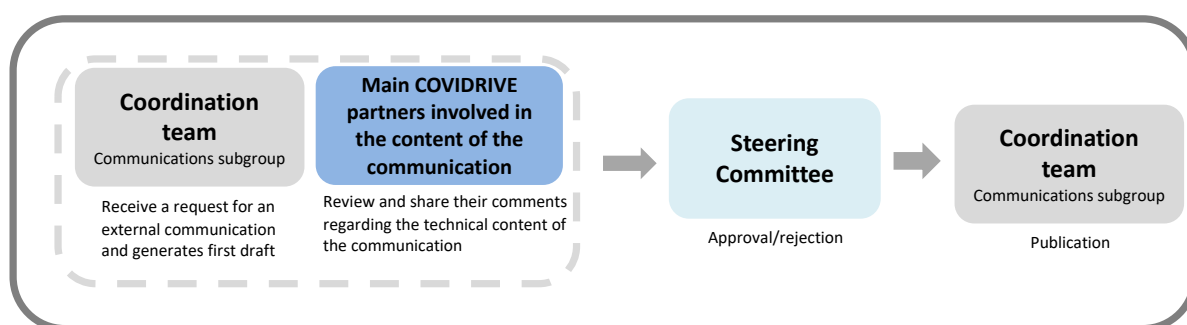 Coordination
team
Communications subgroup
Receive a request for an
external communication
and generates first draft
Main COVIDRIVE
partners involved in
the content of the
communication
Review and share their comments
regarding the technical content of
the communication
Steering
Committee
Approval/rejection
Coordination
team
Communications subgroup
Publication